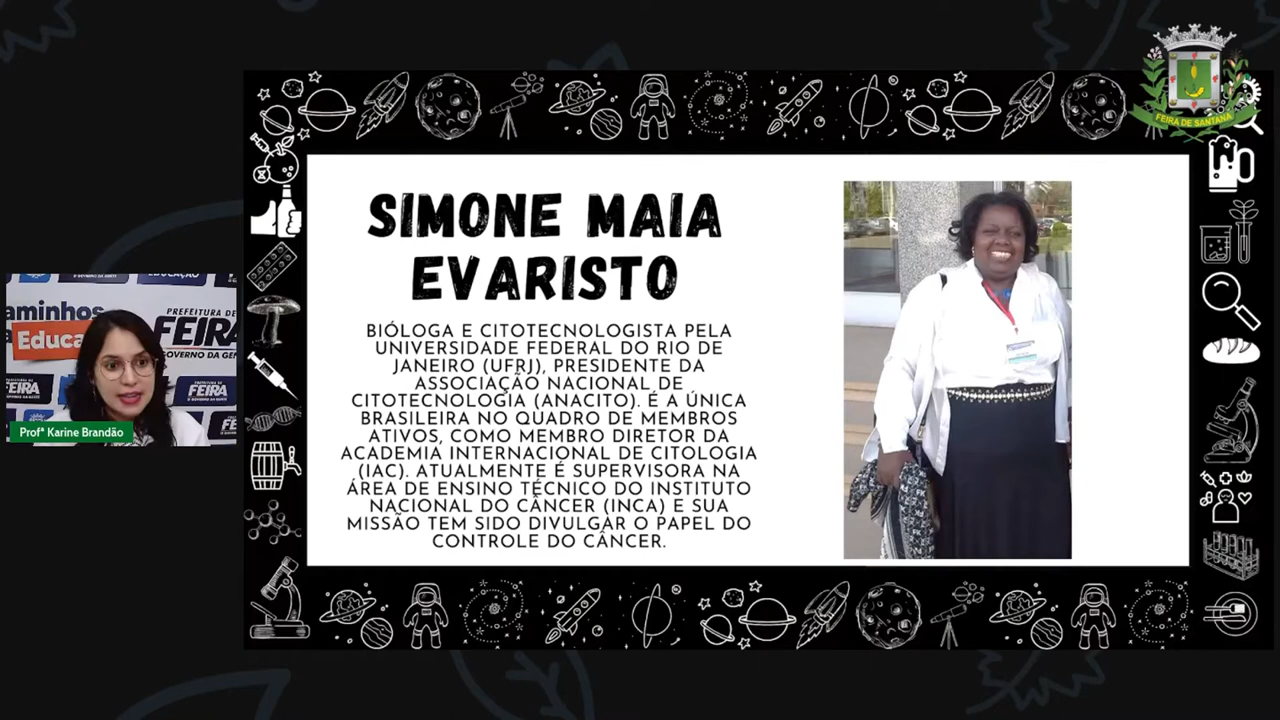 FEIRA DE SANTANA
SIMONE MAIA
EVARISTO
BIÓLOGA E CITOTECNOLOGISTA PELA
UNIVERSIDADE FEDERAL DO RIO DE
JANEIRO (UFRJ), PRESIDENTE DA
ASSOCIAÇÃO NACIONAL DE
CITOTECNOLOGIA (ANACITO). É A ÚNICA
BRASILEIRA NO QUADRO DE MEMBROS
ATIVOS, COMO MEMBRO DIRETOR DA
ACADEMIA INTERNACIONAL DE CITOLOGIA
(IAC). ATUALMENTE É SUPERVISORA NA
ÁREA DE ENSINO TÉCNICO DO INSTITUTO
NACIONAL DO CÂNCER (INCA) E SUA
MISSÃO TEM SIDO DIVULGAR O PAPEL DO
CONTROLE DO CÂNCER.
aminhos
Educa
PREFEITURA DE
FEIRA
GOVERNO DA GEN
FEIRA
Profª Karine Brandão